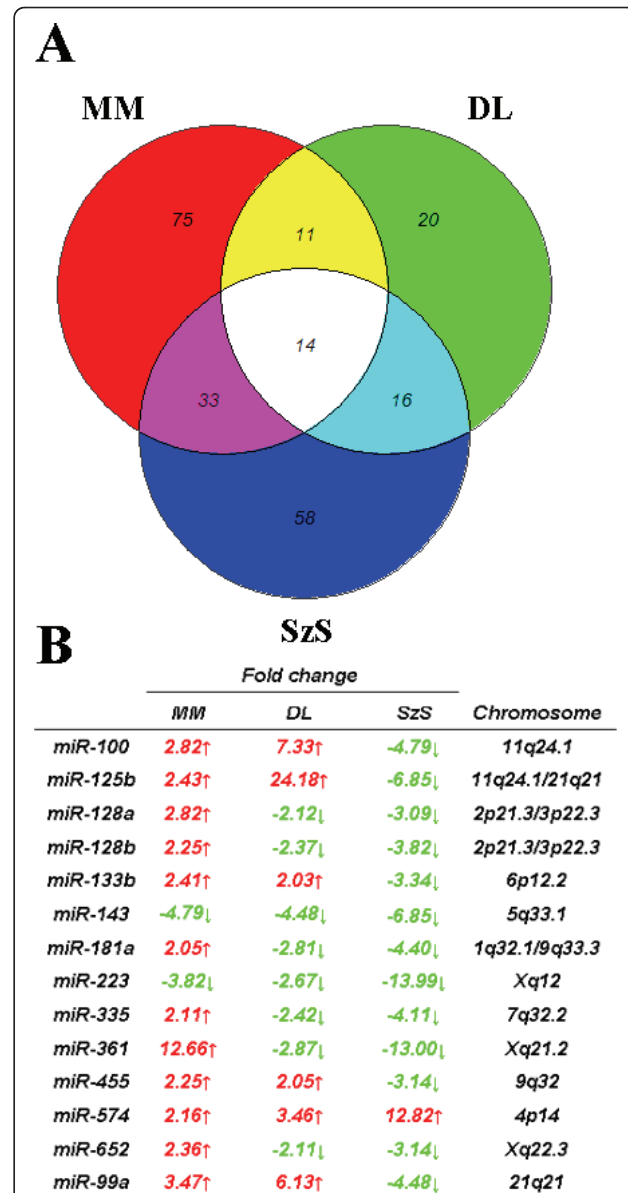 A
MM DL
75 11 20
14
33 16
58
SzS
B
Fold change
MM DL SzS Chromosome
miR-100 2.82↑ 7.33↑ -4.79↓ 11q24.1
miR-125b 2.43↑ 24.18↑ -6.85↓ 11q24.1/21q21
miR-128a 2.82↑ -2.12↓ -3.09↓ 2p21.3/3p22.3
miR-128b 2.25↑ -2.37↓ -3.82↓ 2p21.3/3p22.3
miR-133b 2.41↑ 2.03↑ -3.34↓ 6p12.2
miR-143 -4.79↓ -4.48↓ -6.85↓ 5q33.1
miR-181a 2.05↑ -2.81↓ -4.40↓ 1q32.1/9q33.3
miR-223 -3.82↓ -2.67↓ -13.99↓ Xq12
miR-335 2.11↑ -2.42↓ -4.11↓ 7q32.2
miR-361 12.66↑ -2.87↓ -13.00↓ Xq21.2
miR-455 2.25↑ 2.05↑ -3.14↓ 9q32
miR-574 2.16↑ 3.46↑ 12.82↑ 4p14
miR-652 2.36↑ -2.11↓ -3.14↓ Xq22.3
miR-99a 3.47↑ 6.13↑ -4.48↓ 21q21